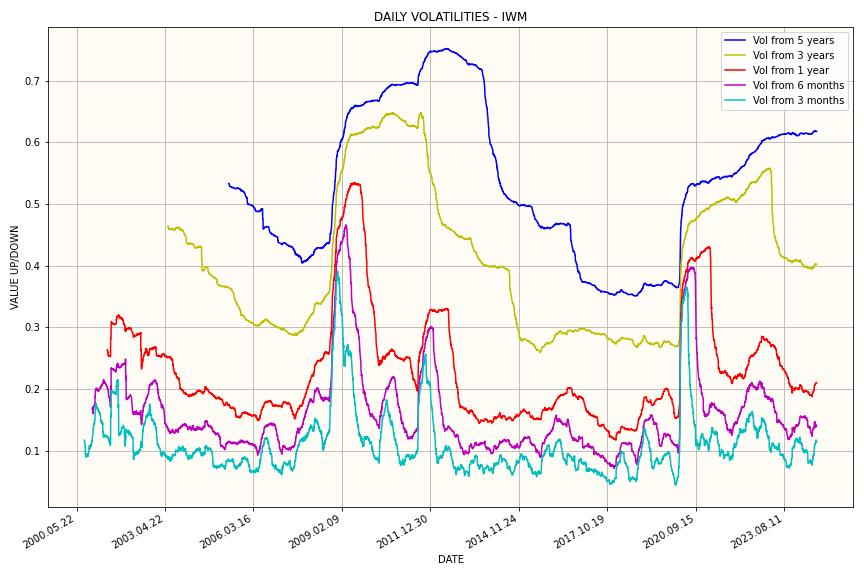 DAILY VOLATILITIES - IWM
Vol from 5 years
Vol from 3 years
Vol from 1 year
Vol from 6 months
Vol from 3 months
VALUE UP/DOWN
0.7
0.6
0.5
0.4
0.3
0.2
0.1
2000.05.22
2003.04.22
2006.03.16
2009.02.09
2011.12.30
2014.11.24
2017.10.19
2020.09.15
2023.08.11
DATE